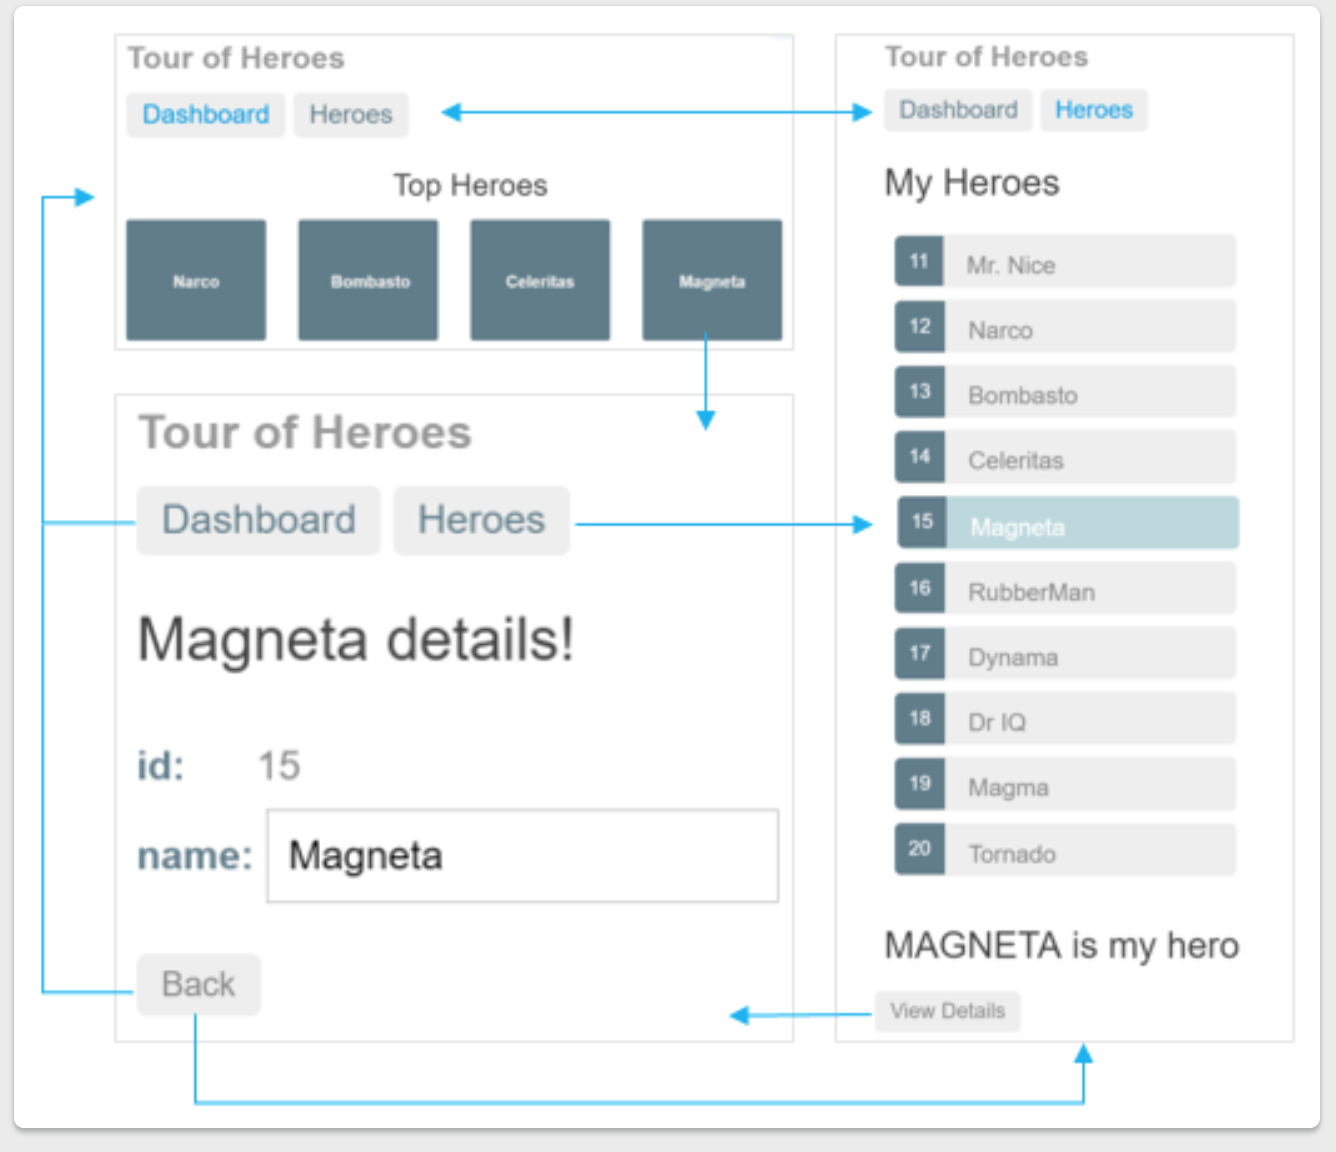 Tour of Heroes
Dashboard Heroes
Top Heroes
Narco Bombasto Celeritas Magneta
Tour of Heroes
Dashboard Heroes
Magneta details!
id: 15
name: Magneta
Back
Tour of Heroes
Dashboard Heroes
My Heroes
11 Mr. Nice
12 Narco
13 Bombasto
14 Celeritas
15 Magneta
16 RubberMan
17 Dynama
18 Dr IQ
19 Magma
20 Tornado
MAGNETA is my hero
View Details